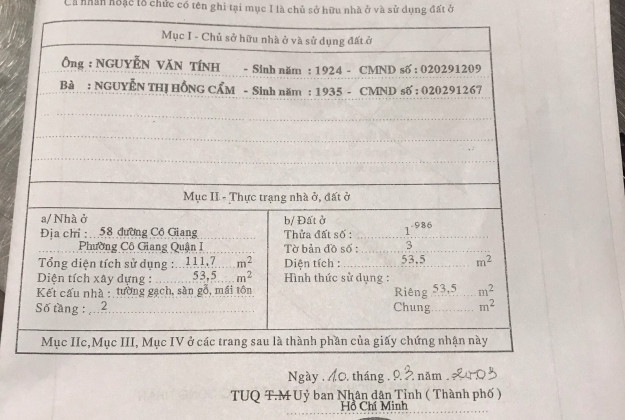 Cá nhân hoặc tổ chức có tên ghi tại mục I là chủ sở hữu nhà ở và sử dụng đất ở
Mục I - Chủ sở hữu nhà ở và sử dụng đất ở
Ông : NGUYỄN VĂN TÍNH - Sinh năm : 1924 - CMND số : 020291209
Bà : NGUYỄN THỊ HỒNG CẨM - Sinh năm : 1935 - CMND số : 020291267
Mục II - Thực trạng nhà ở, đất ở
a/ Nhà ở
Địa chỉ : 58 đường Cô Giang
Phường Cô Giang Quận I
Tổng diện tích sử dụng : 111,7 m2
Diện tích xây dựng : 53,5 m2
Kết cấu nhà : tường gạch, sàn gỗ, mái tôn
Số tầng : 2
b/ Đất ở
Thửa đất số : 1-986
Tờ bản đồ số : 3
Diện tích : 53,5 m2
Hình thức sử dụng :
Riêng 53,5 m2
Chung m2
Mục IIc, Mục III, Mục IV ở các trang sau là thành phần của giấy chứng nhận này
Ngày 10 tháng 03 năm 2003
TUQ T.M Uỷ ban Nhân dân Tỉnh ( Thành phố )
Hồ Chí Minh